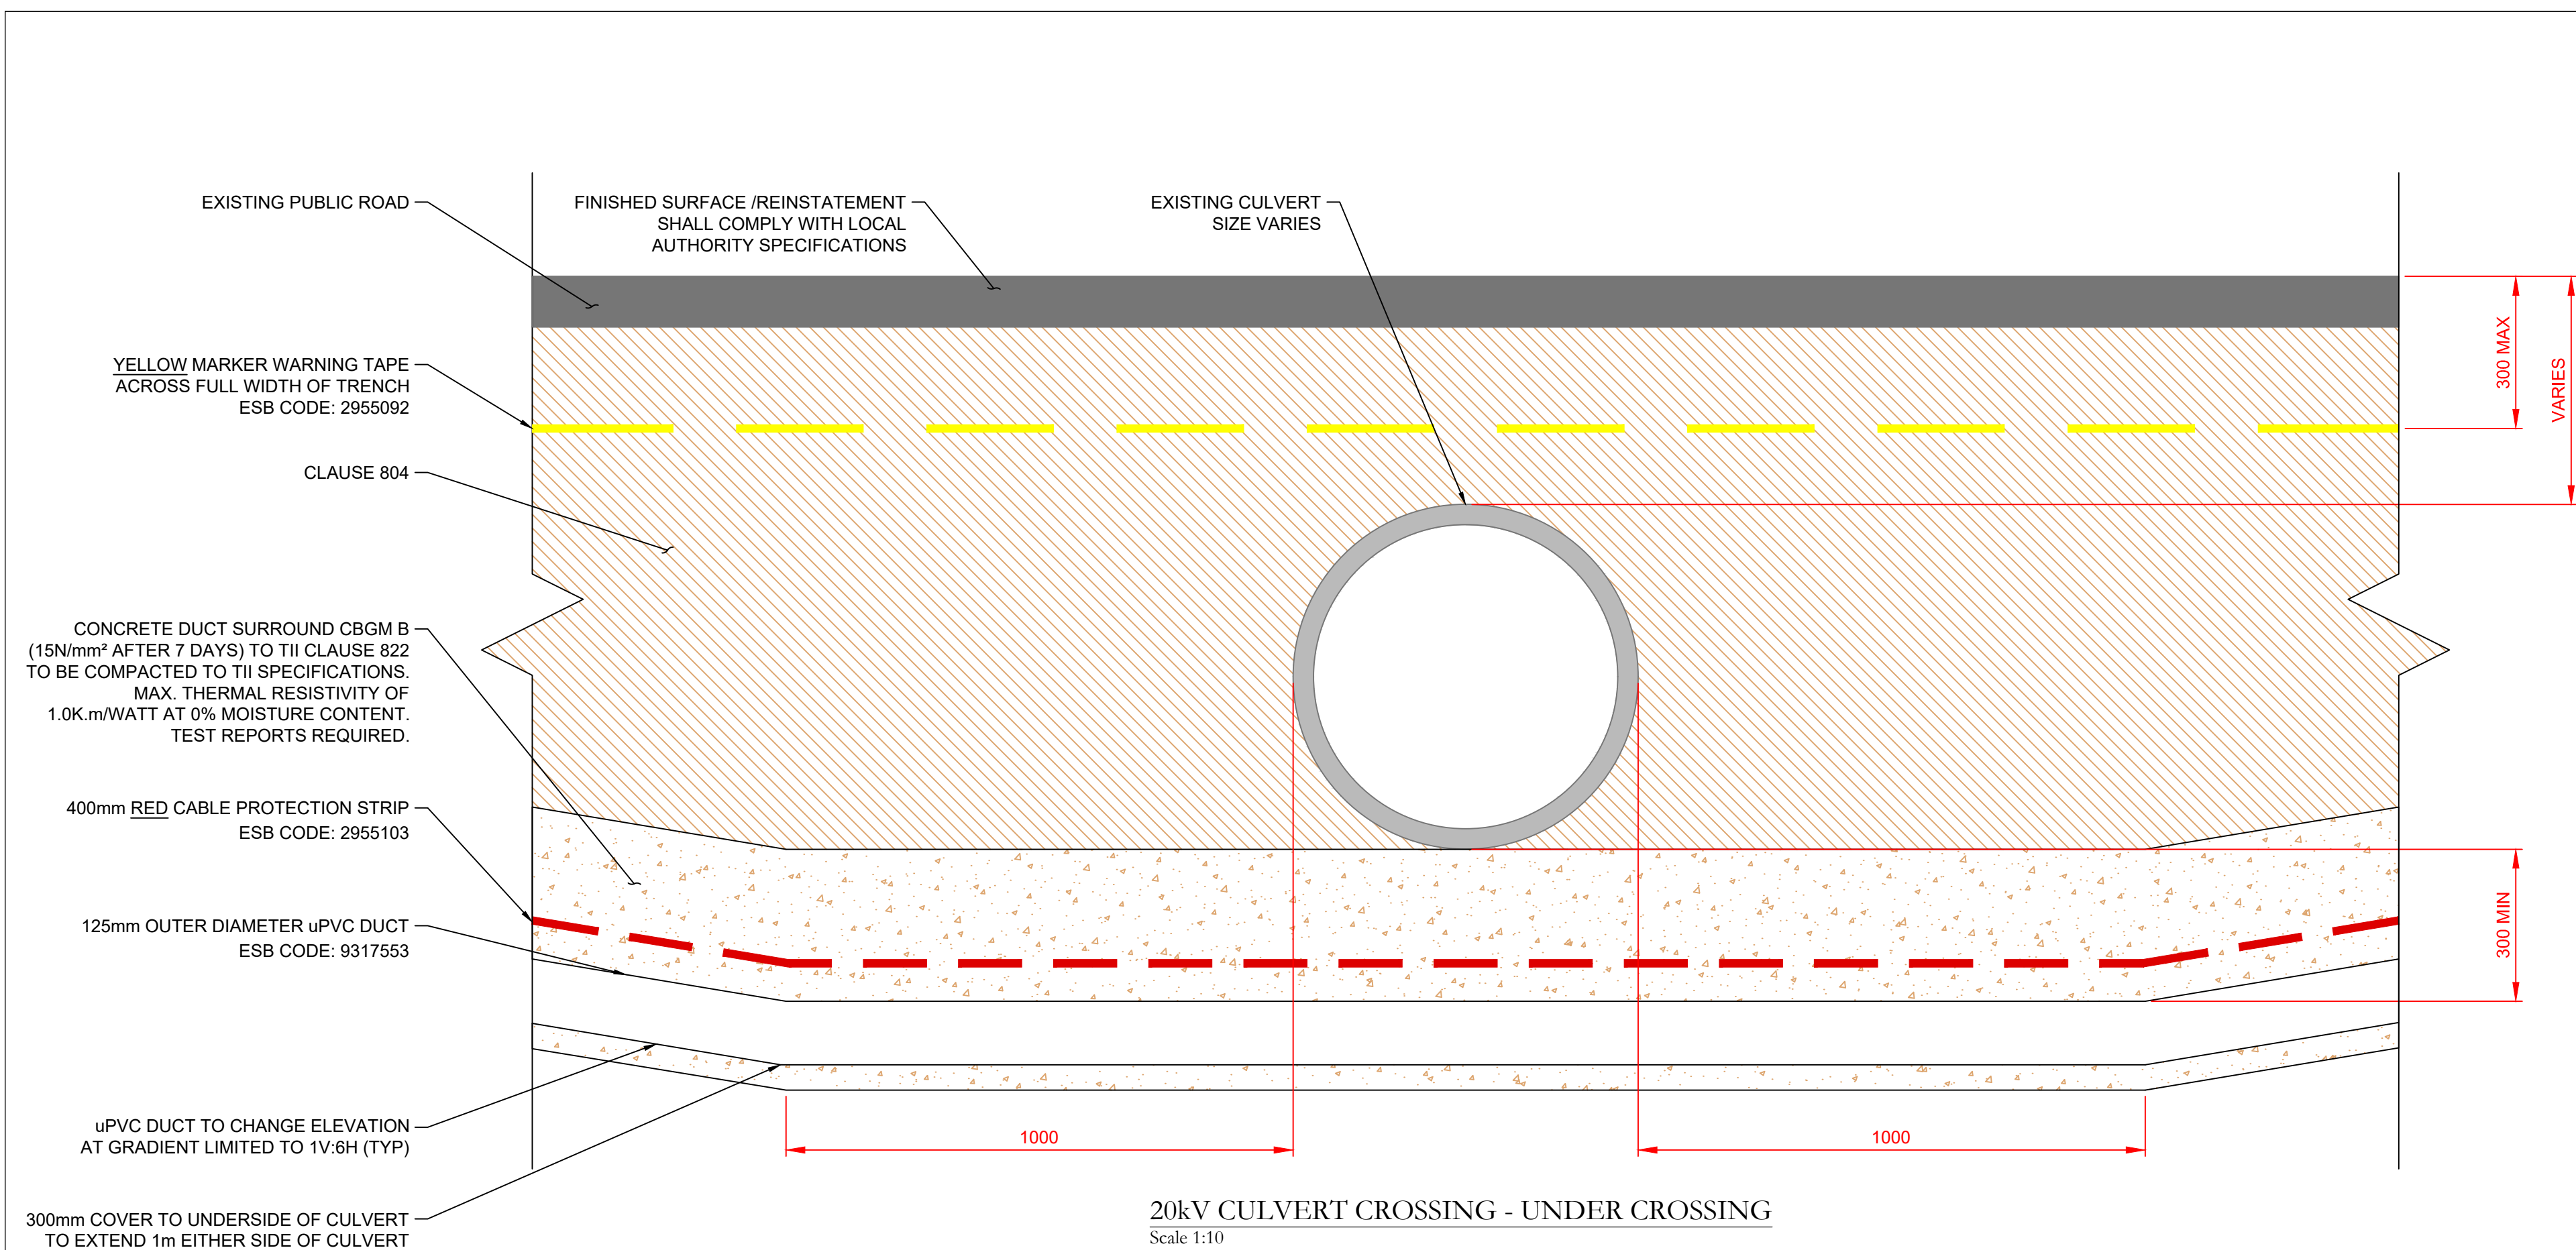 EXISTING PUBLIC ROAD
FINISHED SURFACE /REINSTATEMENT
SHALL COMPLY WITH LOCAL
AUTHORITY SPECIFICATIONS
EXISTING CULVERT
SIZE VARIES
YELLOW MARKER WARNING TAPE
ACROSS FULL WIDTH OF TRENCH
ESB CODE: 2955092
300 MAX
VARIES
CLAUSE 804
CONCRETE DUCT SURROUND CBGM B
(15N/mm² AFTER 7 DAYS) TO TII CLAUSE 822
TO BE COMPACTED TO TII SPECIFICATIONS.
MAX. THERMAL RESISTIVITY OF
1.0K.m/WATT AT 0% MOISTURE CONTENT.
TEST REPORTS REQUIRED.
400mm RED CABLE PROTECTION STRIP
ESB CODE: 2955103
125mm OUTER DIAMETER uPVC DUCT
ESB CODE: 9317553
300 MIN
uPVC DUCT TO CHANGE ELEVATION
AT GRADIENT LIMITED TO 1V:6H (TYP)
1000
1000
300mm COVER TO UNDERSIDE OF CULVERT
TO EXTEND 1m EITHER SIDE OF CULVERT
20kV CULVERT CROSSING - UNDER CROSSING
Scale 1:10